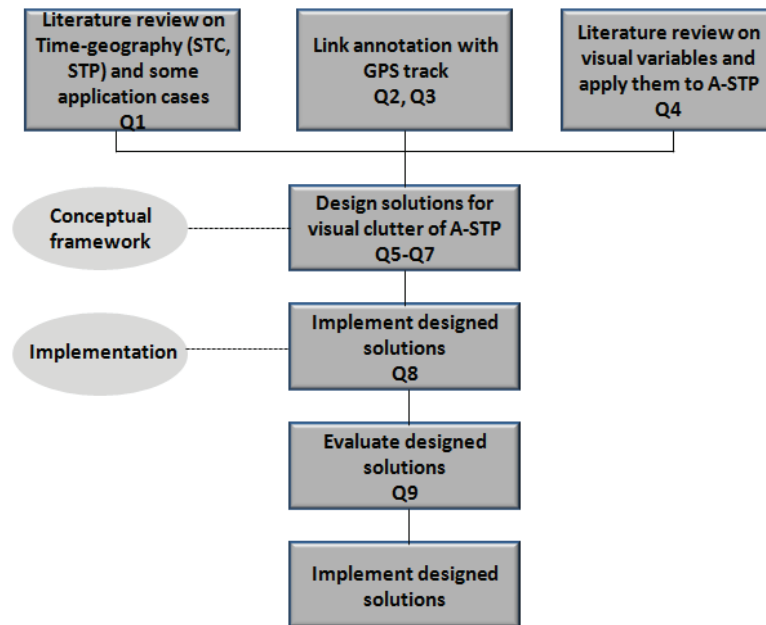 Literature review on
Time-geography (STC,
STP) and some
application cases
Q1
Link annotation with
GPS track
Q2, Q3
Literature review on
visual variables and
apply them to A-STP
Q4
Conceptual
framework
Design solutions for
visual clutter of A-STP
Q5-Q7
Implementation
Implement designed
solutions
Q8
Evaluate designed
solutions
Q9
Implement designed
solutions